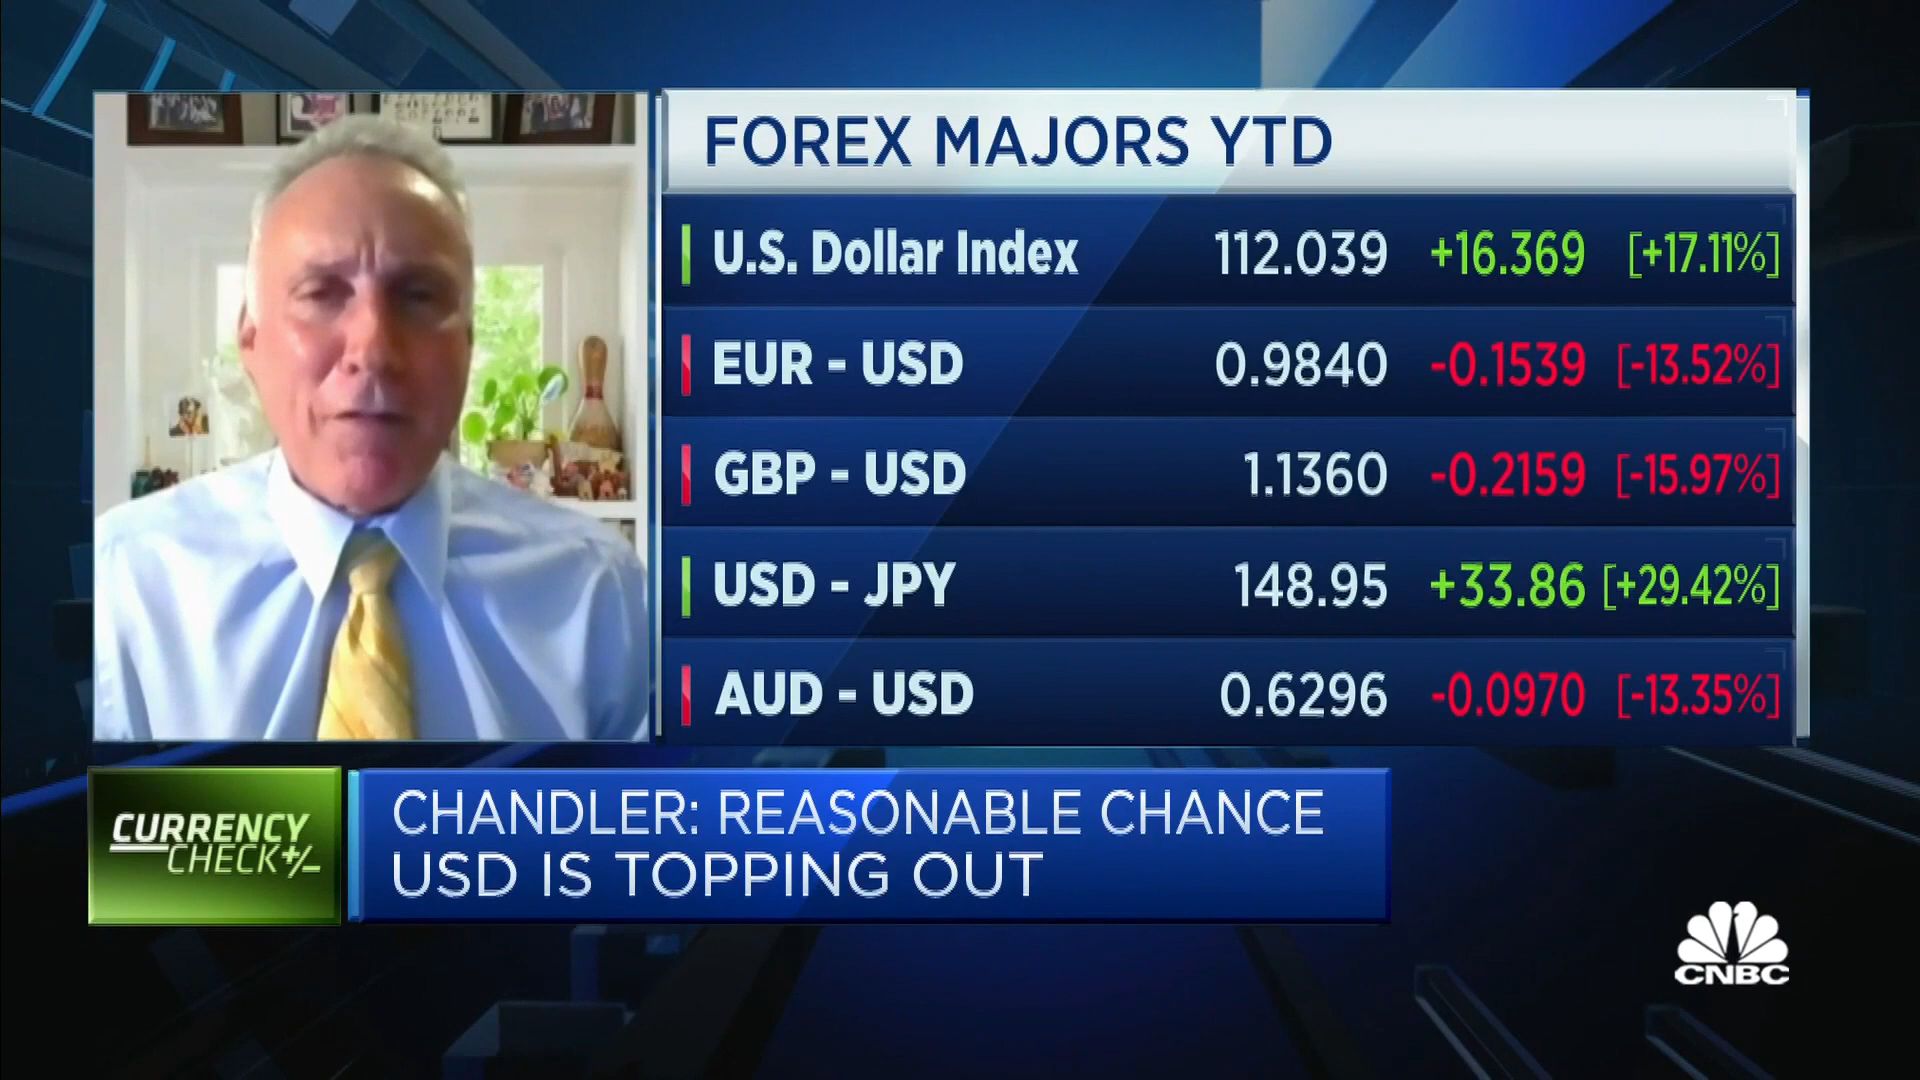 FOREX MAJORS YTD
U.S. Dollar Index 112.039 +16.369 [+17.11%]
EUR - USD 0.9840 -0.1539 [-13.52%]
GBP - USD 1.1360 -0.2159 [-15.97%]
USD - JPY 148.95 +33.86 [+29.42%]
AUD - USD 0.6296 -0.0970 [-13.35%]
CURRENCY
CHECK+/-
CHANDLER: REASONABLE CHANCE
USD IS TOPPING OUT
CNBC